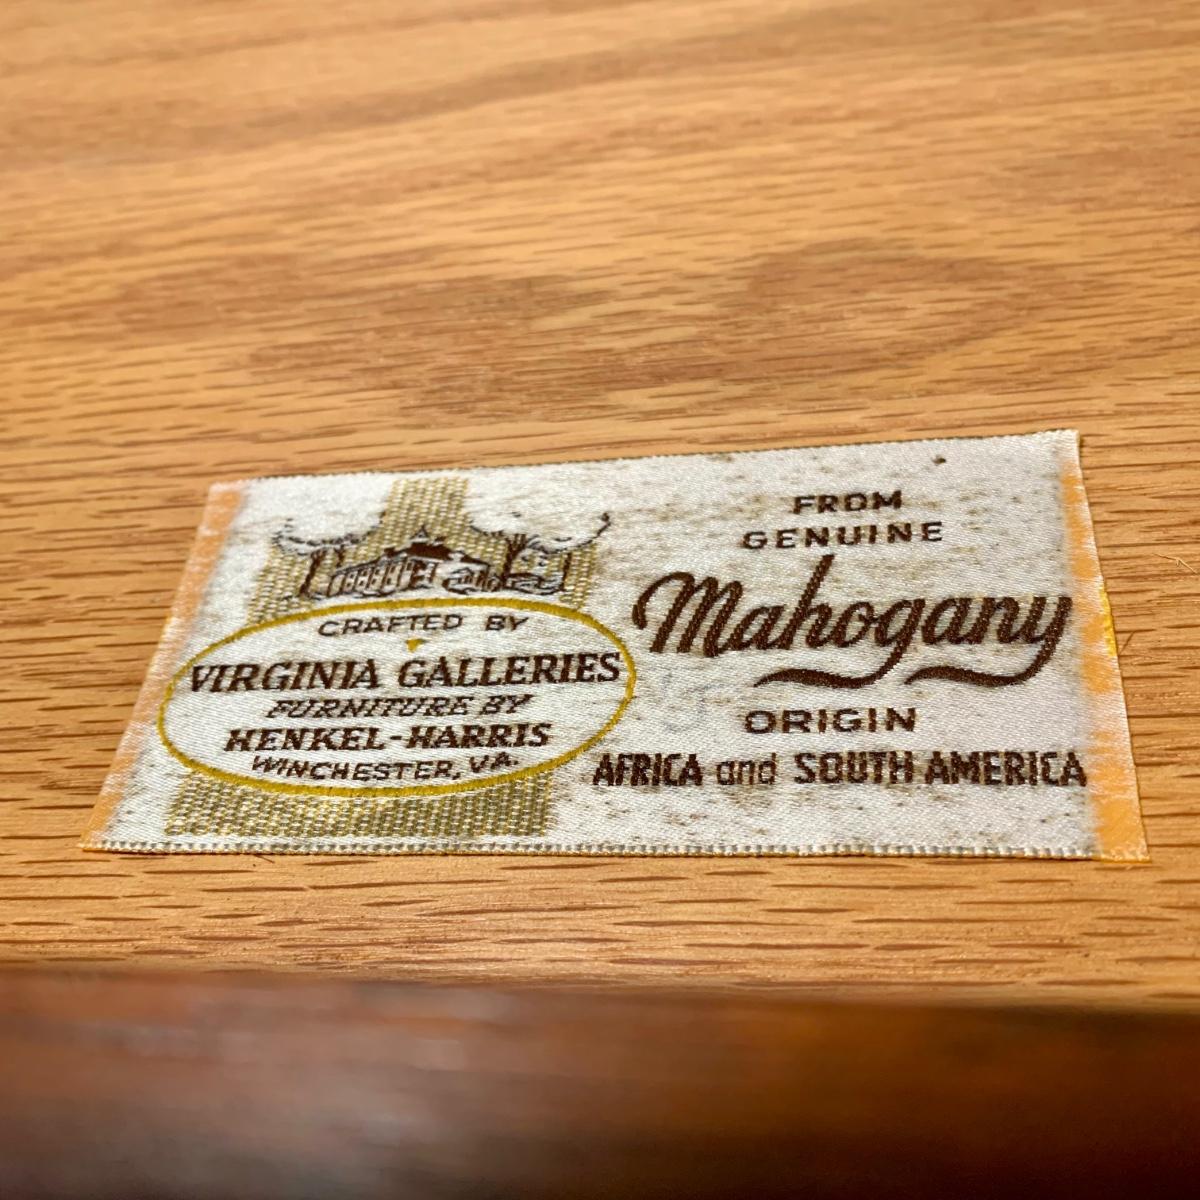 CRAFTED BY
VIRGINIA GALLERIES
FURNITURE BY
HENKEL-HARRIS
WINCHESTER, VA.
FROM
GENUINE
Mahogany
ORIGIN
AFRICA and SOUTH AMERICA